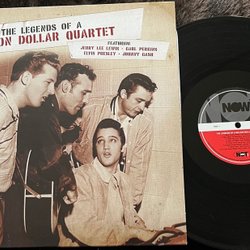 THE LEGENDS OF A
ON DOLLAR QUARTET
FEATURING
JERRY LEE LEWIS · CARL PERKINS
ELVIS PRESLEY · JOHNNY CASH
NOW